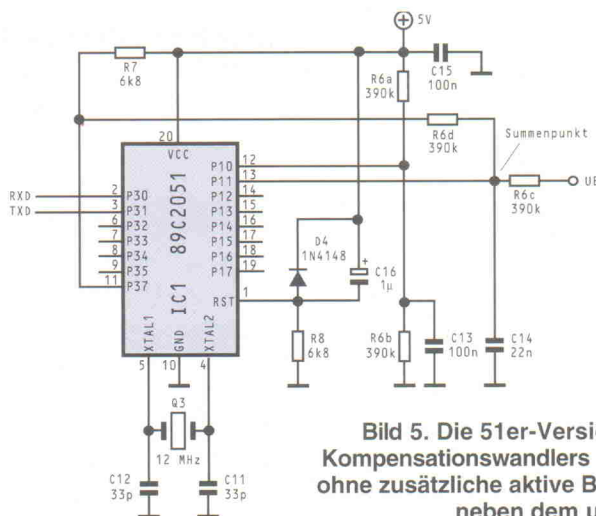 5V
R7
6k8
C15
100n
R6a
390k
R6d
390k
Summenpunkt
20
VCC
RXD
TXD
2
3
6
7
8
9
11
P30
P31
P32
P33
P34
P35
P37
IC1 89C2051
P10
P11
P12
P13
P14
P15
P16
P17
RST
12
13
14
15
16
17
18
19
1
R6c
390k
UE
D4
1N4148
+
C16
1µ
XTAL1
GND
XTAL2
5
10
4
R8
6k8
R6b
390k
C13
100n
C14
22n
Q3
12 MHz
C12
33p
C11
33p
Bild 5. Die 51er-Versi
Kompensationswandlers
ohne zusätzliche aktive B
neben dem u